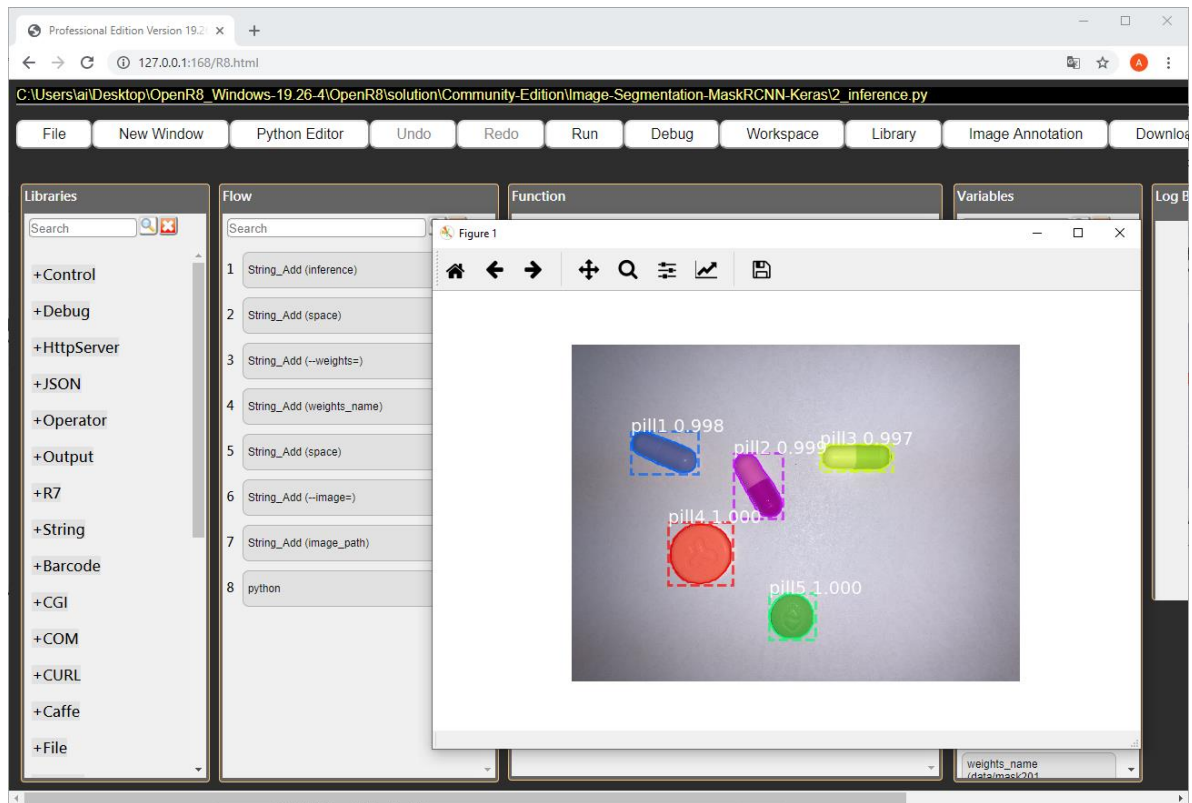 Professional Edition Version 19.2
127.0.0.1:168/R8.html
A
C:\Users\ai\Desktop\OpenR8_Windows-19.26-4\OpenR8\solution\Community-Edition\Image-Segmentation-MaskRCNN-Keras\2_inference.py
File New Window Python Editor Undo Redo Run Debug Workspace Library Image Annotation Downloa
Libraries
Search
+Control
+Debug
+HttpServer
+JSON
+Operator
+Output
+R7
+String
+Barcode
+CGI
+COM
+CURL
+Caffe
+File
Flow
Search
1 String_Add (inference)
2 String_Add (space)
3 String_Add (--weights=)
4 String_Add (weights_name)
5 String_Add (space)
6 String_Add (--image=)
7 String_Add (image_path)
8 python
Function
Figure 1
pill1 0.998
pill2 0.999
pill3 0.997
pill4 1.000
pill5 1.000
Variables
weights_name
(data/mask201
Log B